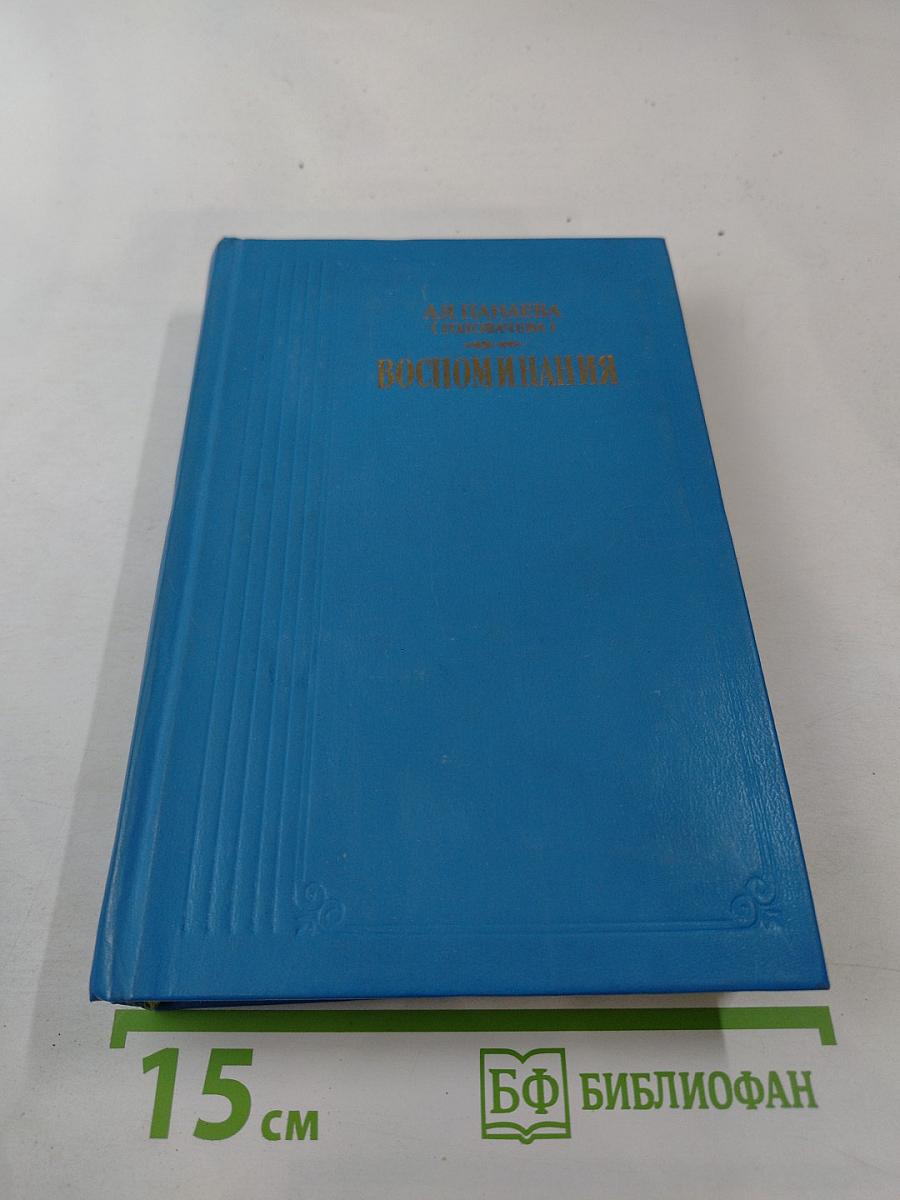 А.Я. ПАНАЕВА
(ГОЛОВАЧЕВА)
ВОСПОМИНАНИЯ
15 см
БФ БИБЛИОФАН